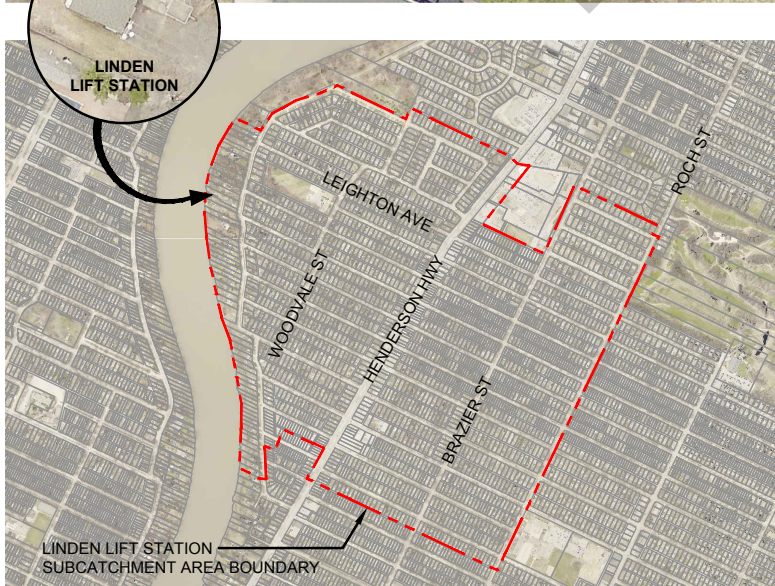 LINDEN
LIFT STATION
ROCH ST
LEIGHTON AVE
WOODVALE ST
HENDERSON HWY
BRAZIER ST
LINDEN LIFT STATION
SUBCATCHMENT AREA BOUNDARY